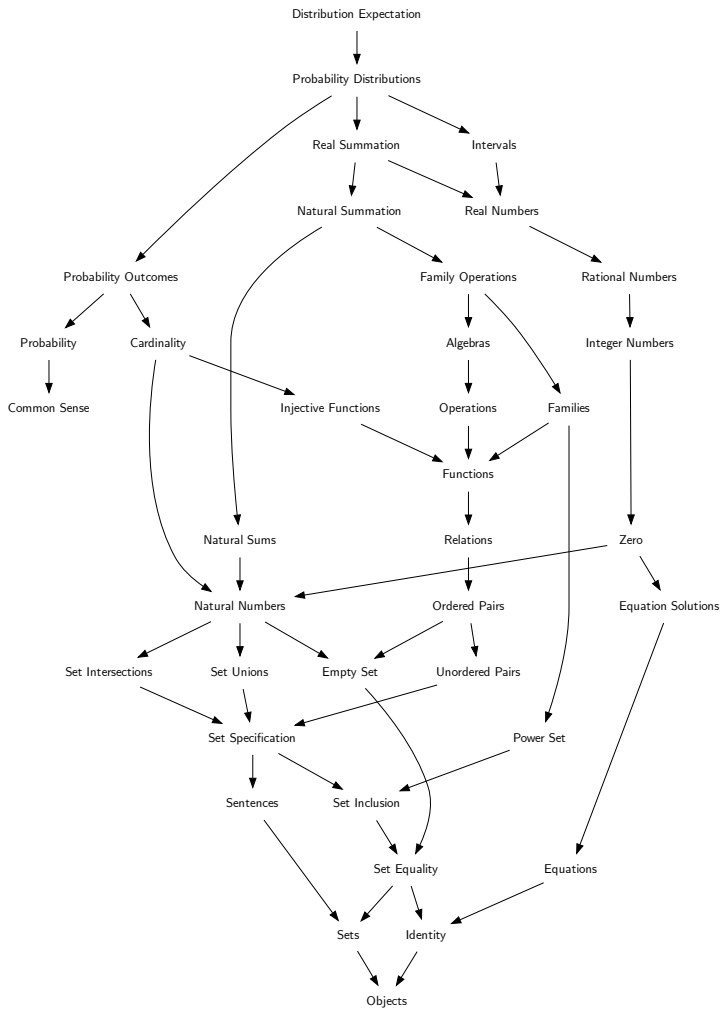 Distribution Expectation
Probability Distributions
Real Summation
Intervals
Natural Summation
Real Numbers
Probability Outcomes
Family Operations
Rational Numbers
Probability
Cardinality
Algebras
Integer Numbers
Common Sense
Injective Functions
Operations
Families
Functions
Natural Sums
Relations
Zero
Natural Numbers
Ordered Pairs
Equation Solutions
Set Intersections
Set Unions
Empty Set
Unordered Pairs
Set Specification
Power Set
Sentences
Set Inclusion
Set Equality
Equations
Sets
Identity
Objects